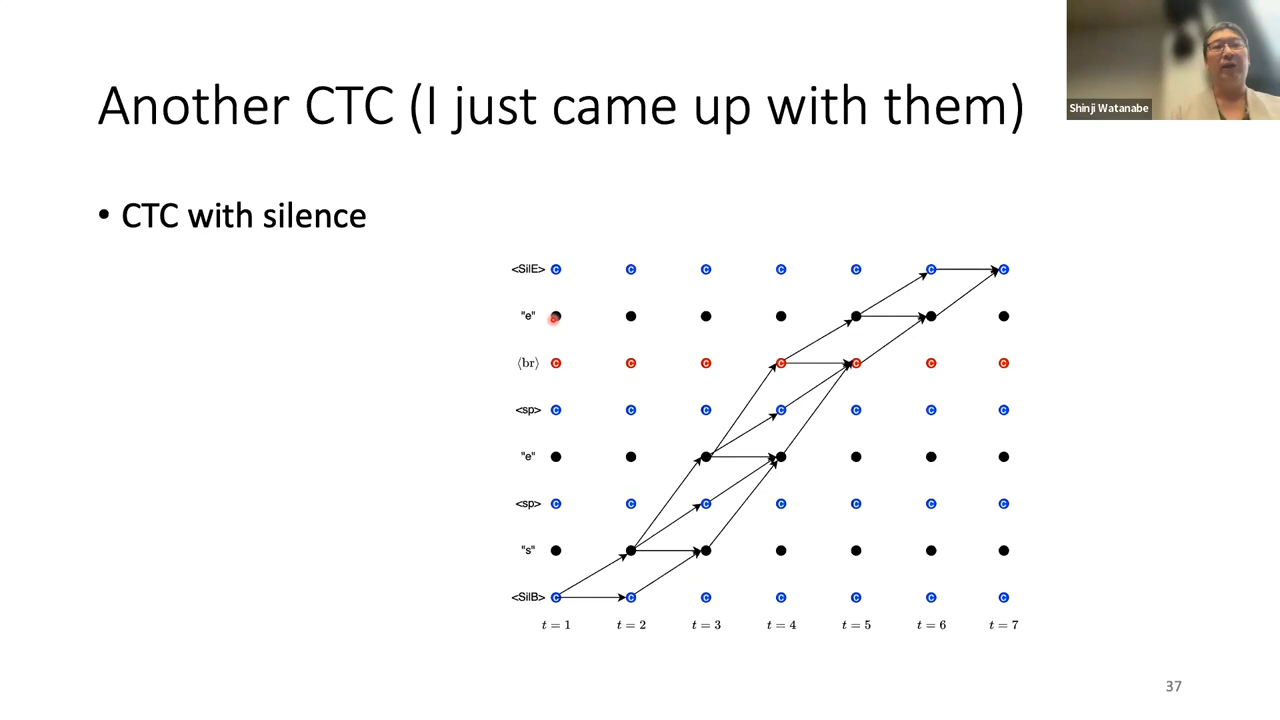 Another CTC (I just came up with them)
Shinji Watanabe
• CTC with silence
<SilE> C C C C C C C
"e"
⟨br⟩ C C C C C C C
<sp> C C C C C C C
"e"
<sp> C C C C C C C
"s"
<SilB> C C C C C C C
t = 1 t = 2 t = 3 t = 4 t = 5 t = 6 t = 7
37